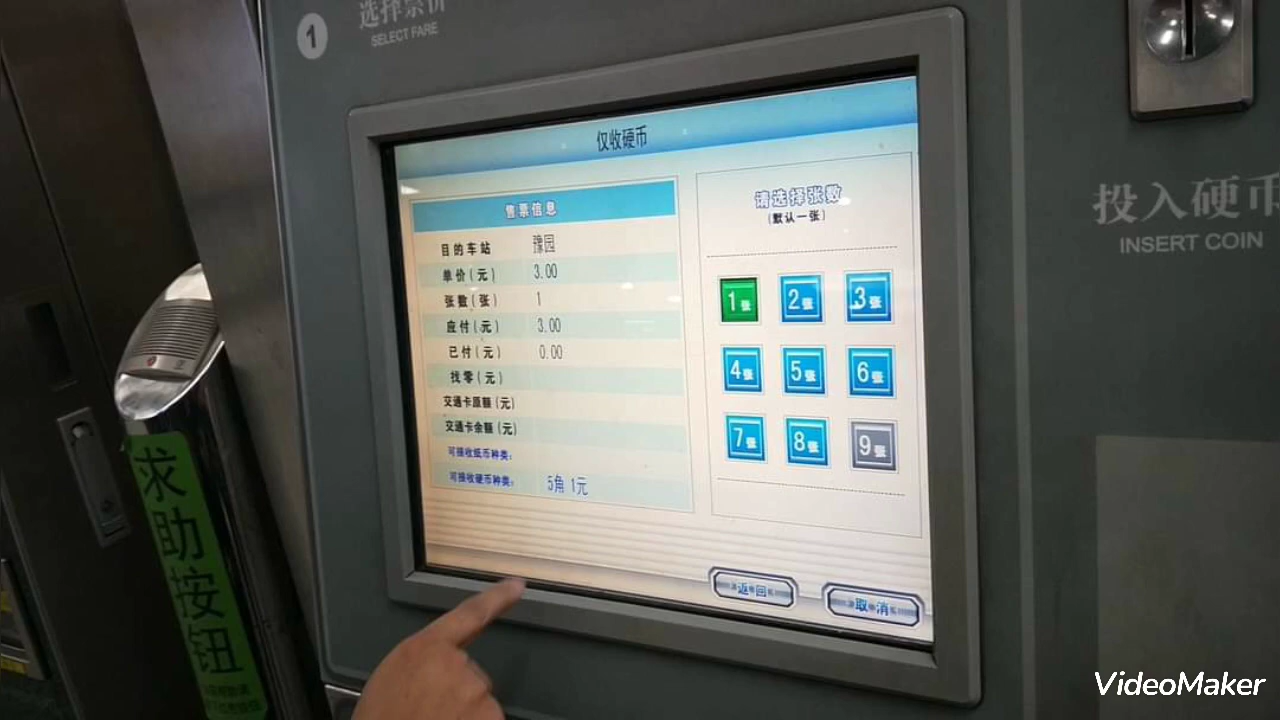 1
选择票价
SELECT FARE
仅收硬币
售票信息
目的车站 豫园
单价(元) 3.00
张数(张) 1
应付(元) 3.00
已付(元) 0.00
找零(元)
交通卡原额(元)
交通卡余额(元)
可接收纸币种类:
可接收硬币种类: 5角 1元
请选择张数
(默认一张)
1张 2张 3张
4张 5张 6张
7张 8张 9张
返回 取消
投入硬币
INSERT COIN
求助按钮
VideoMaker